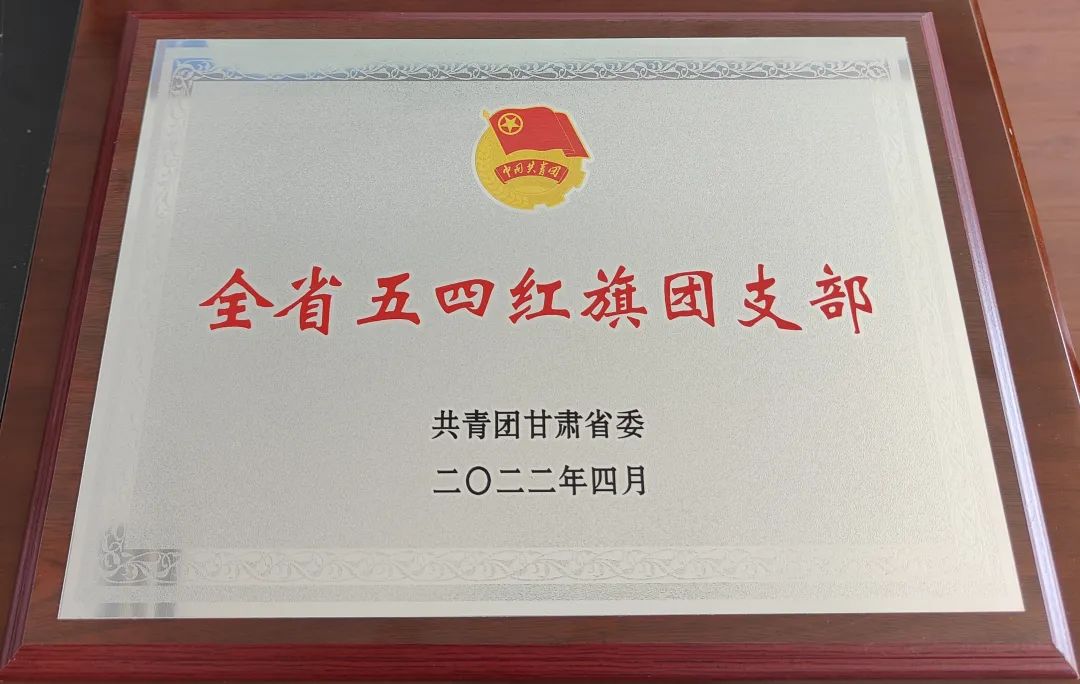 中国共青团
全省五四红旗团支部
共青团甘肃省委
二〇二二年四月